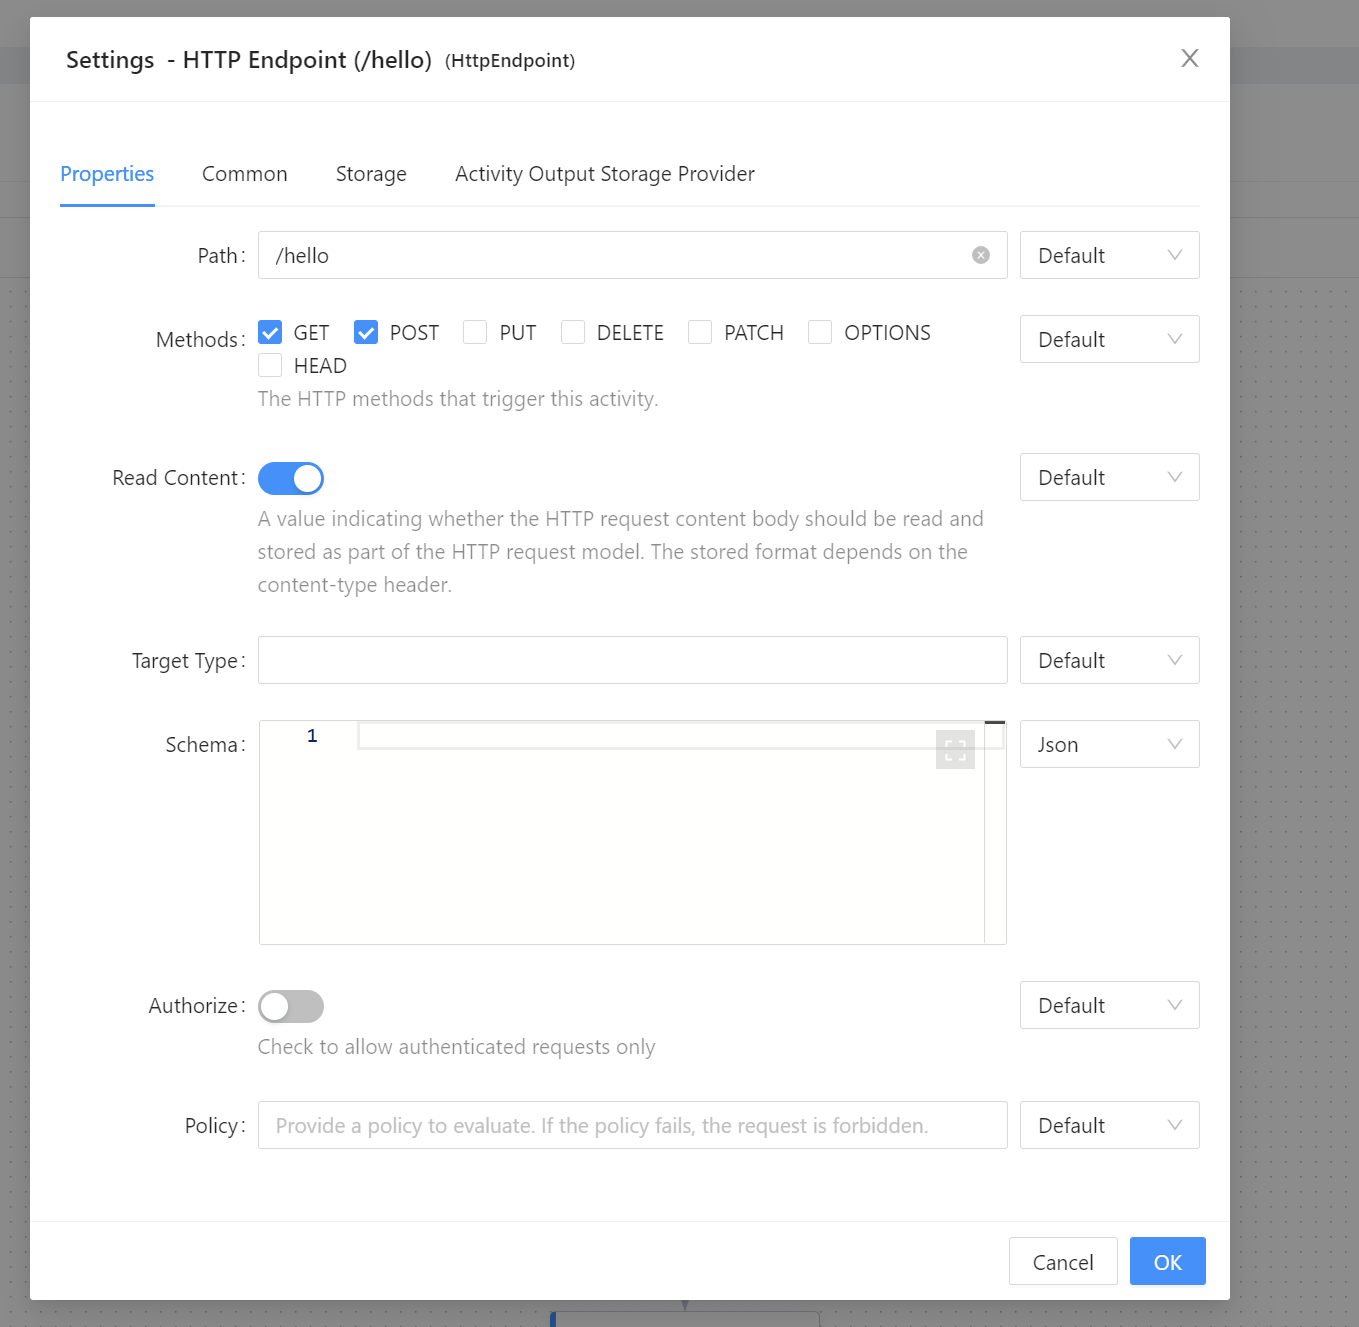 Settings - HTTP Endpoint (/hello) (HttpEndpoint)
Properties Common Storage Activity Output Storage Provider
Path: /hello Default
Methods: GET POST PUT DELETE PATCH OPTIONS Default
HEAD
The HTTP methods that trigger this activity.
Read Content: Default
A value indicating whether the HTTP request content body should be read and
stored as part of the HTTP request model. The stored format depends on the
content-type header.
Target Type: Default
Schema: 1 Json
Authorize: Default
Check to allow authenticated requests only
Policy: Provide a policy to evaluate. If the policy fails, the request is forbidden. Default
Cancel OK